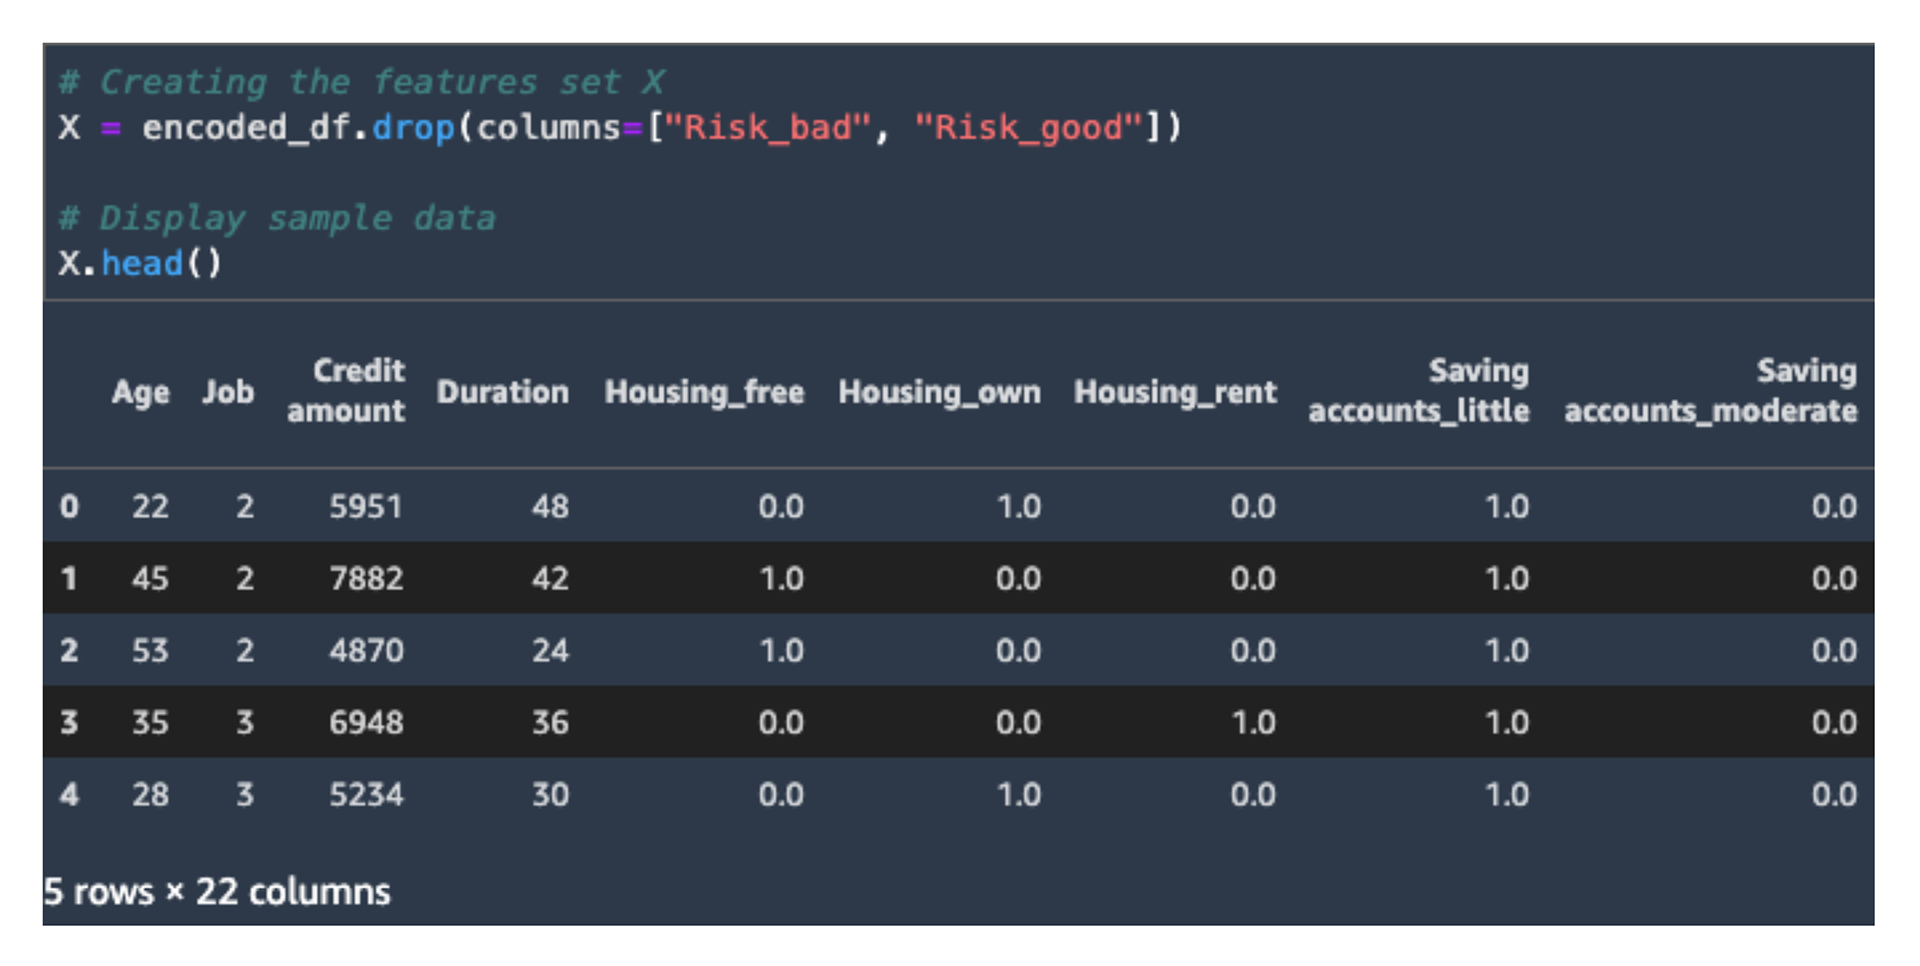 # Creating the features set X
X = encoded_df.drop(columns=["Risk_bad", "Risk_good"])
# Display sample data
X.head()
Age Job Credit amount Duration Housing_free Housing_own Housing_rent Saving accounts_little Saving accounts_moderate
0 22 2 5951 48 0.0 1.0 0.0 1.0 0.0
1 45 2 7882 42 1.0 0.0 0.0 1.0 0.0
2 53 2 4870 24 1.0 0.0 0.0 1.0 0.0
3 35 3 6948 36 0.0 0.0 1.0 1.0 0.0
4 28 3 5234 30 0.0 1.0 0.0 1.0 0.0
5 rows × 22 columns